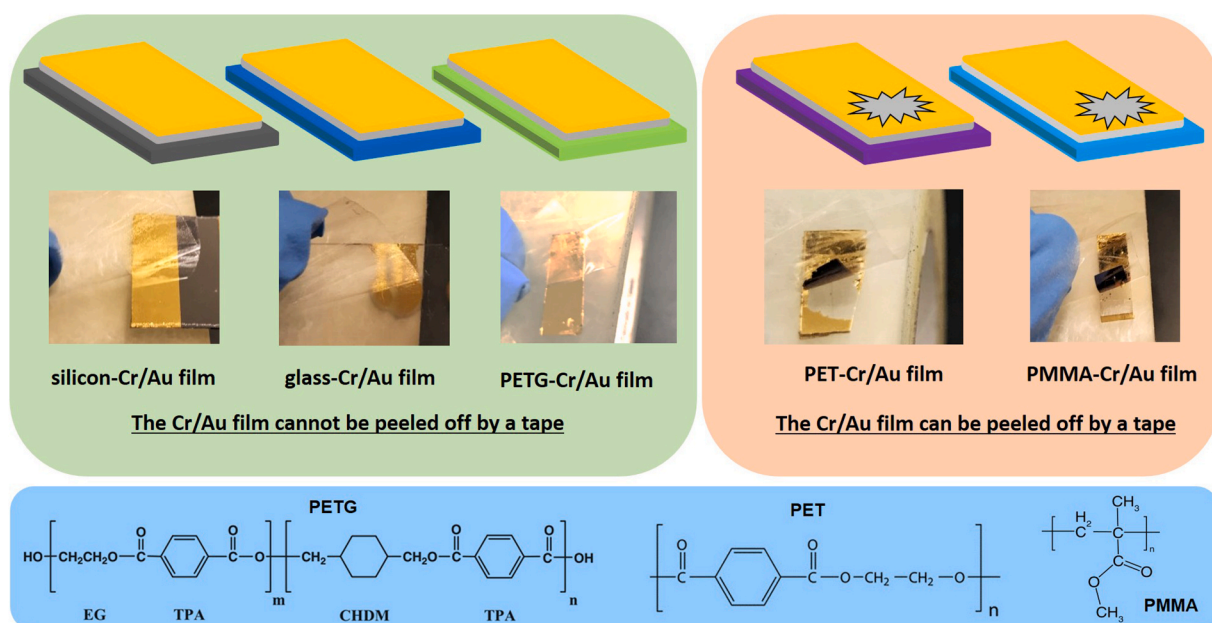 silicon-Cr/Au film
glass-Cr/Au film
PETG-Cr/Au film
The Cr/Au film cannot be peeled off by a tape
PET-Cr/Au film
PMMA-Cr/Au film
The Cr/Au film can be peeled off by a tape
PETG
HO CH₂CH₂O C O C O O m CH₂ CH₂O C O C O OH n
EG TPA CHDM TPA
PET
C O C O O CH₂ CH₂ O n
H₂ C CH₃ C n O O CH₃
PMMA